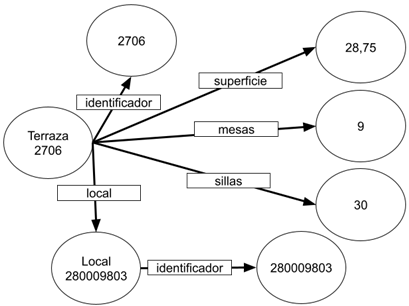 2706
28,75
superficie
identificador
Terraza
2706
mesas
9
sillas
local
30
Local
280009803
identificador
280009803